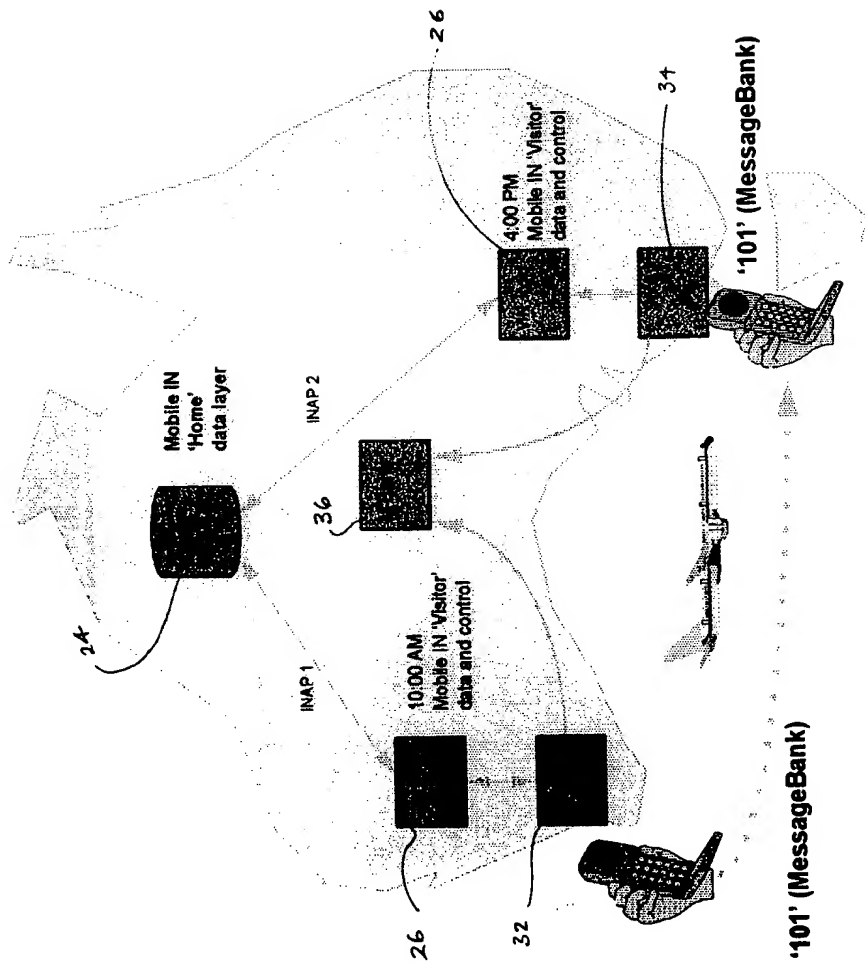 24
Mobile IN
'Home'
data layer
INAP 1
INAP 2
36
26
10:00 AM
Mobile IN 'Visitor'
data and control
26
4:00 PM
Mobile IN 'Visitor'
data and control
32
34
'101' (MessageBank)
'101' (MessageBank)